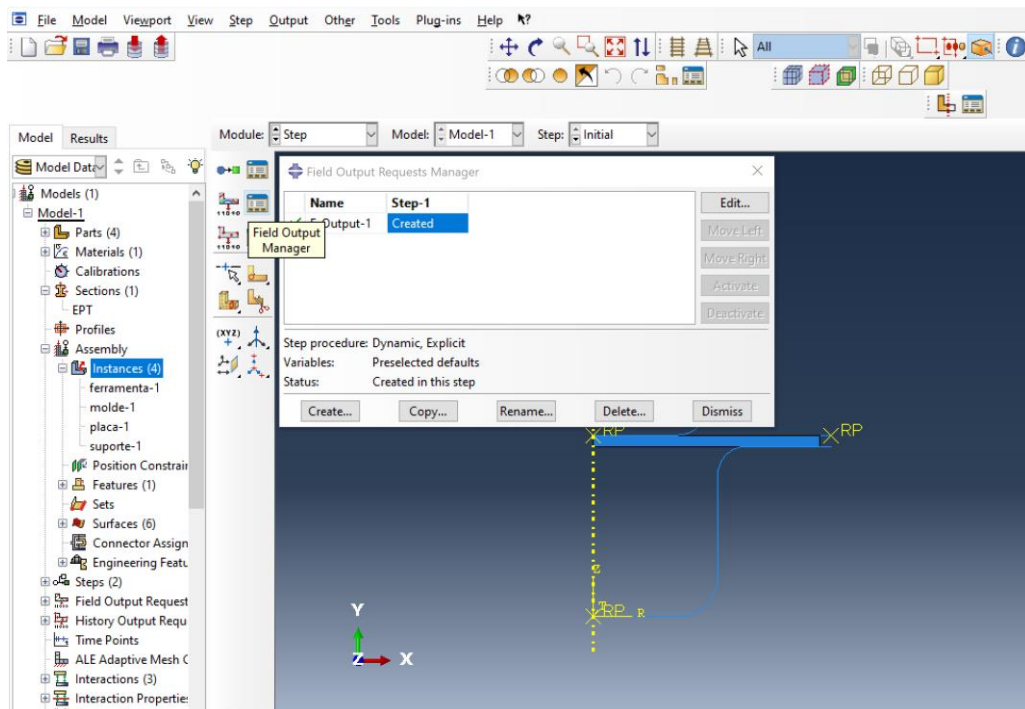 File Model Viewport View Step Output Other Tools Plug-ins Help
All
Model Results
Module: Step Model: Model-1 Step: Initial
Model Data
Models (1)
Model-1
Parts (4)
Materials (1)
Calibrations
Sections (1)
EPT
Profiles
Assembly
Instances (4)
ferramenta-1
molde-1
placa-1
suporte-1
Position Constrain
Features (1)
Sets
Surfaces (6)
Connector Assign
Engineering Featu
Steps (2)
Field Output Request
History Output Requ
Time Points
ALE Adaptive Mesh C
Interactions (3)
Interaction Properties
(XYZ)
Field Output Requests Manager
Name Step-1
F-Output-1 Created
Field Output
Manager
Edit...
Move Left
Move Right
Activate
Deactivate
Step procedure: Dynamic, Explicit
Variables: Preselected defaults
Status: Created in this step
Create... Copy... Rename... Delete... Dismiss
RP
RP
RP
R
Y
Z
X